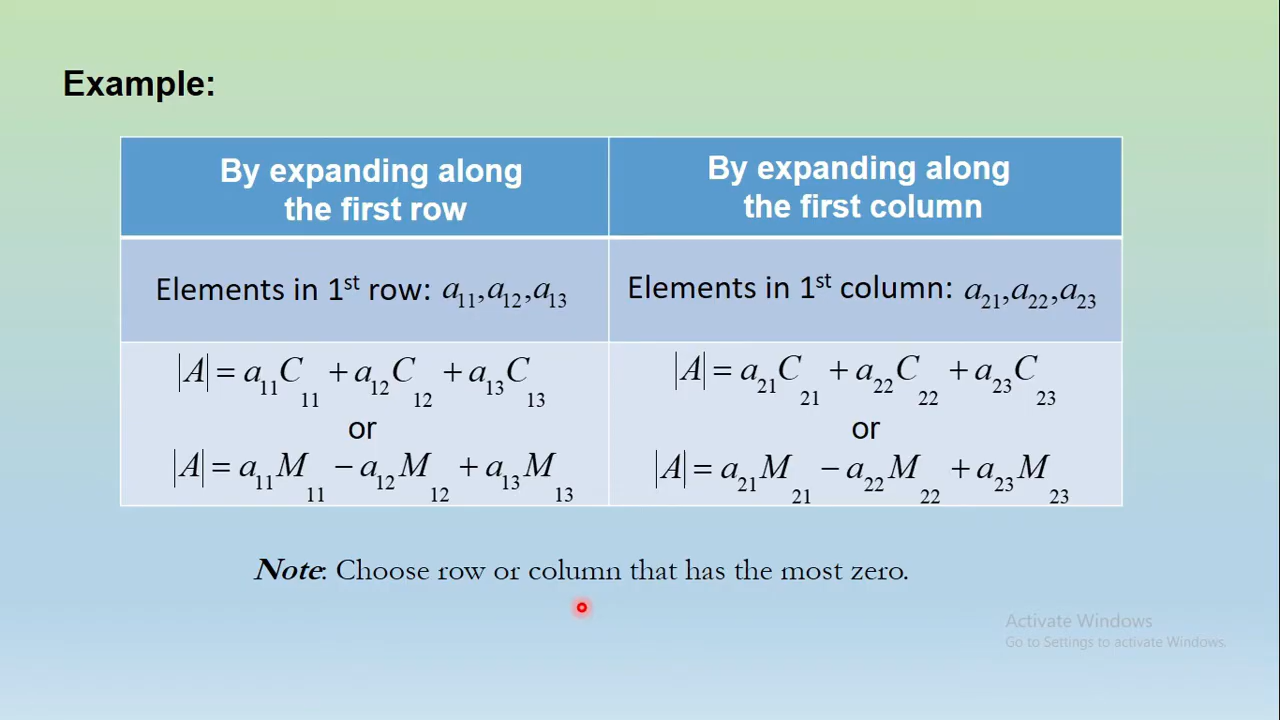 Example:
By expanding along
the first row
By expanding along
the first column
Elements in 1st row: a11,a12,a13
Elements in 1st column: a21,a22,a23
|A| = a11C11 + a12C12 + a13C13
or
|A| = a11M11 − a12M12 + a13M13
|A| = a21C21 + a22C22 + a23C23
or
|A| = a21M21 − a22M22 + a23M23
Note: Choose row or column that has the most zero.
Activate Windows
Go to Settings to activate Windows.